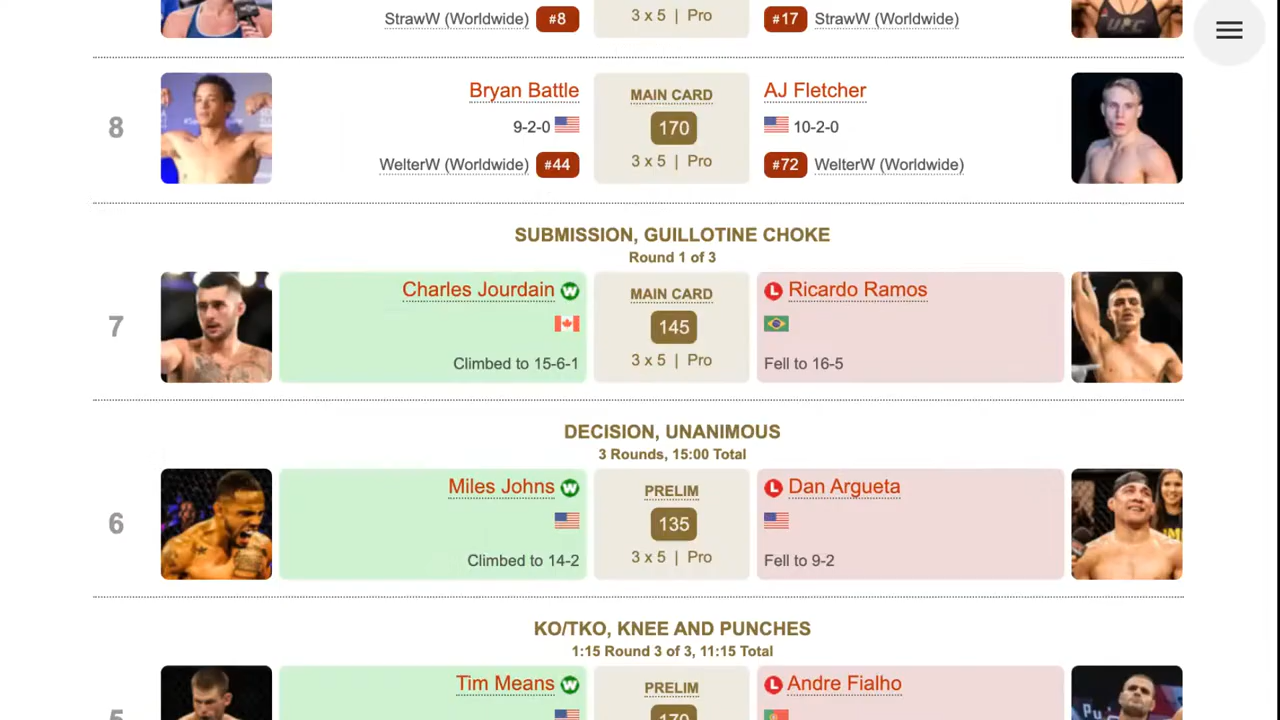 StrawW (Worldwide) #8 3 x 5 | Pro #17 StrawW (Worldwide)
UFC
8
Bryan Battle MAIN CARD AJ Fletcher
9-2-0 170 10-2-0
WelterW (Worldwide) #44 3 x 5 | Pro #72 WelterW (Worldwide)
SUBMISSION, GUILLOTINE CHOKE
Round 1 of 3
Charles Jourdain W MAIN CARD L Ricardo Ramos
7 145
Climbed to 15-6-1 3 x 5 | Pro Fell to 16-5
DECISION, UNANIMOUS
3 Rounds, 15:00 Total
Miles Johns W PRELIM L Dan Argueta
6 135
Climbed to 14-2 3 x 5 | Pro Fell to 9-2
KO/TKO, KNEE AND PUNCHES
1:15 Round 3 of 3, 11:15 Total
Tim Means W PRELIM L Andre Fialho
5 170